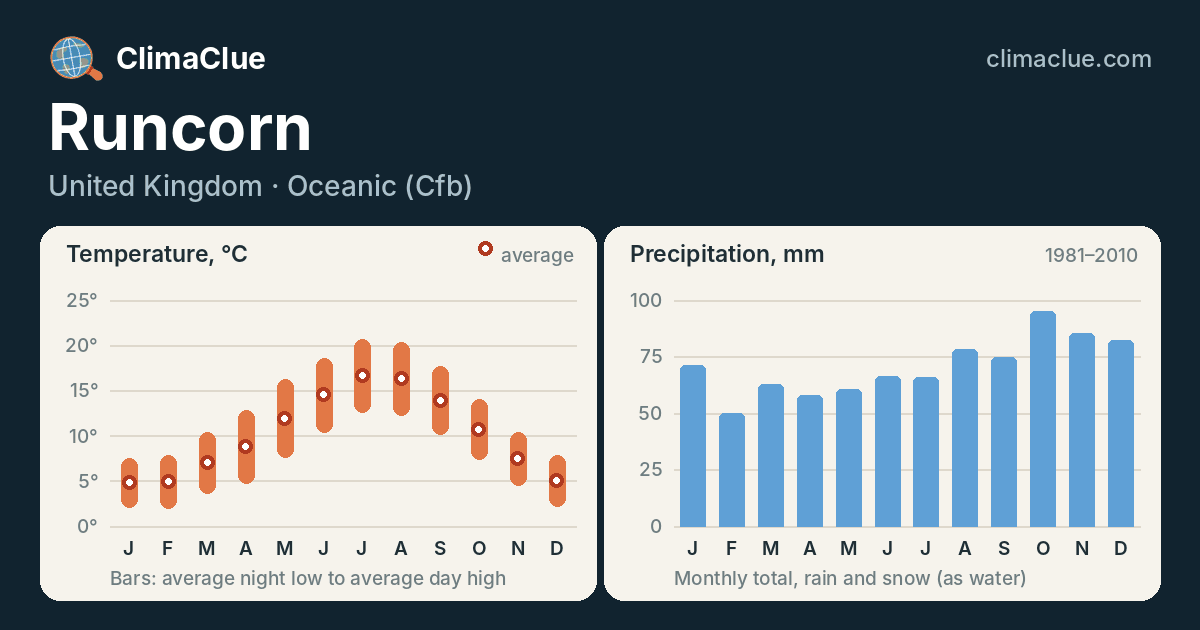 ClimaClue
climaclue.com
Runcorn
United Kingdom · Oceanic (Cfb)
Temperature, °C
average
25°
20°
15°
10°
5°
0°
J F M A M J J A S O N D
Bars: average night low to average day high
Precipitation, mm
1981–2010
100
75
50
25
0
J F M A M J J A S O N D
Monthly total, rain and snow (as water)